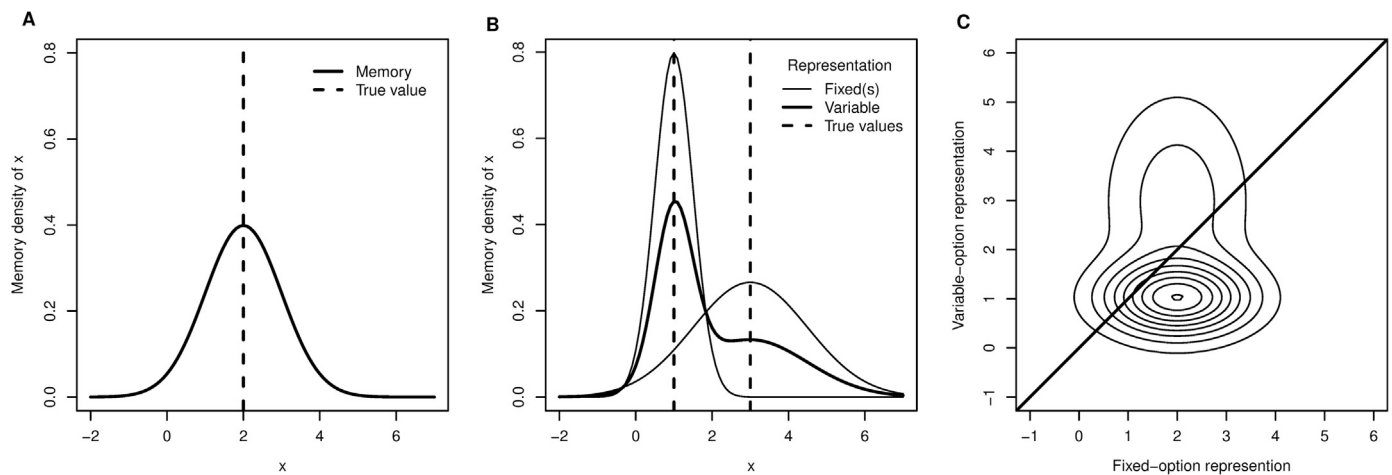 A
Memory density of x
0.8
0.6
0.4
0.2
0.0
Memory
True value
−2 0 2 4 6
x
B
Memory density of x
0.8
0.6
0.4
0.2
0.0
Representation
Fixed(s)
Variable
True values
−2 0 2 4 6
x
C
Variable−option representation
6
5
4
3
2
1
0
−1
−1 0 1 2 3 4 5 6
Fixed−option represention